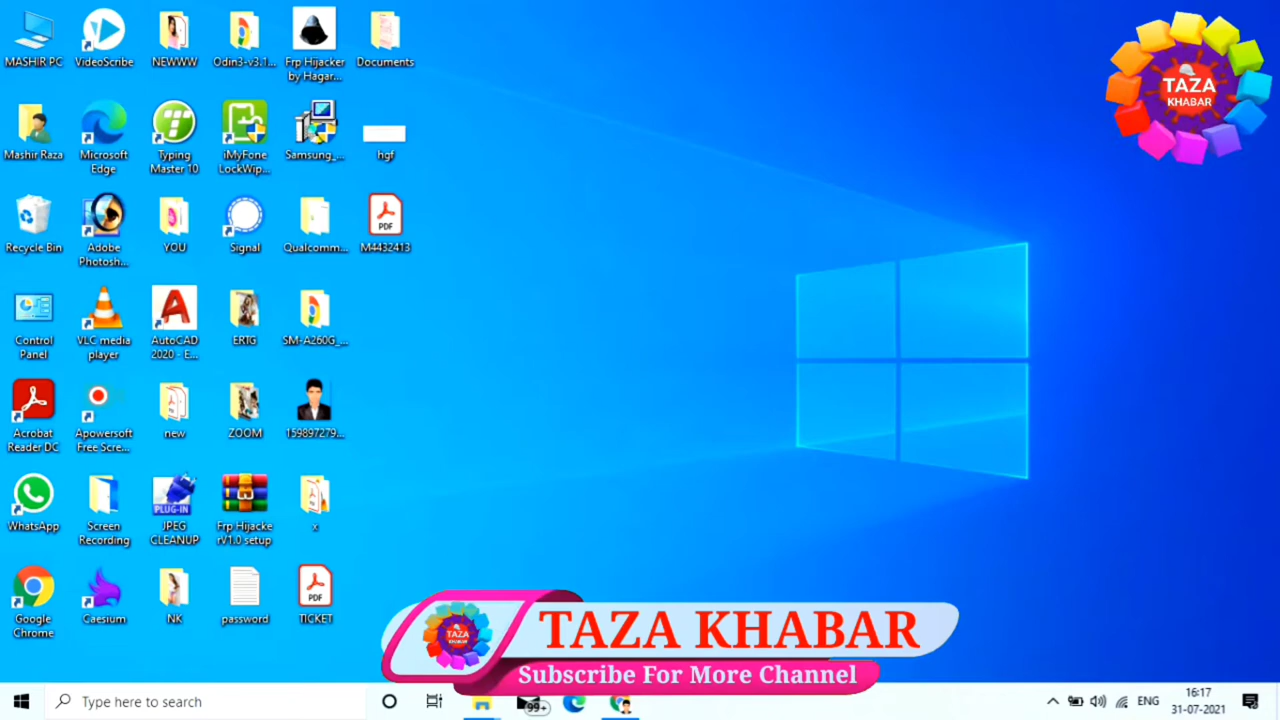 MASHIR PC
VideoScribe
NEWWW
Odin3-v3.1...
Frp Hijacker
by Hagar...
Documents
TAZA
KHABAR
Mashir Raza
Microsoft
Edge
Typing
Master 10
iMyFone
LockWip...
Samsung_...
hgf
Recycle Bin
Adobe
Photosh...
YOU
Signal
Qualcomm...
PDF
M4432413
Control
Panel
VLC media
player
AutoCAD
2020 - E...
ERTG
SM-A260G_...
Acrobat
Reader DC
Apowersoft
Free Scre...
new
ZOOM
159897279...
WhatsApp
Screen
Recording
PLUG-IN
JPEG
CLEANUP
Frp Hijacke
rV1.0 setup
x
Google
Chrome
Caesium
NK
password
PDF
TICKET
TAZA
KHABAR
TAZA KHABAR
Subscribe For More Channel
Type here to search
99+
ENG
16:17
31-07-2021